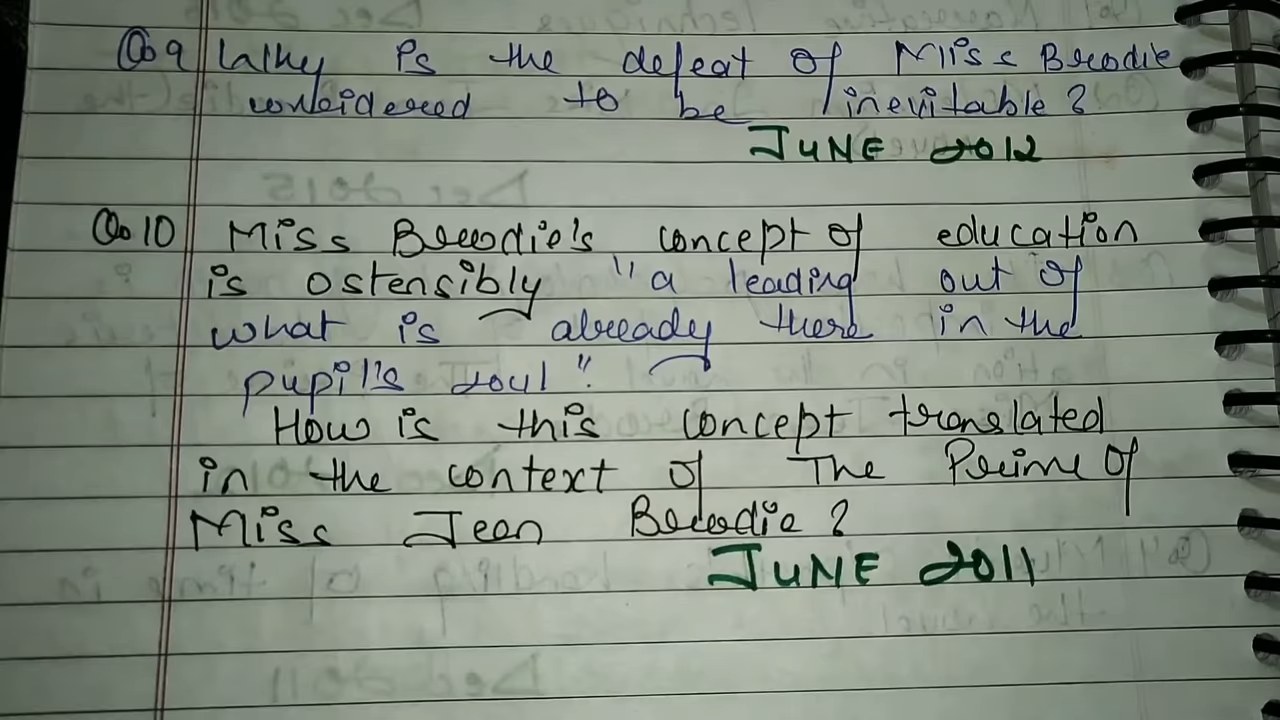 Q.9 Why is the defeat of Miss Brodie
considered to be inevitable?
JUNE 2012
Q.10 Miss Brodie's concept of education
is ostensibly "a leading out of
what is already there in the
pupil's soul".
How is this concept translated
in the context of The Prime Of
Miss Jean Brodie?
JUNE 2011